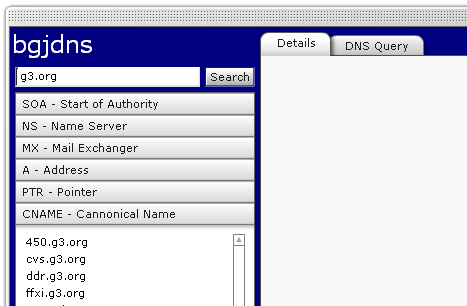 bgjdns
Details
DNS Query
g3.org
Search
SOA - Start of Authority
NS - Name Server
MX - Mail Exchanger
A - Address
PTR - Pointer
CNAME - Cannonical Name
450.g3.org
cvs.g3.org
ddr.g3.org
ffxi.g3.org